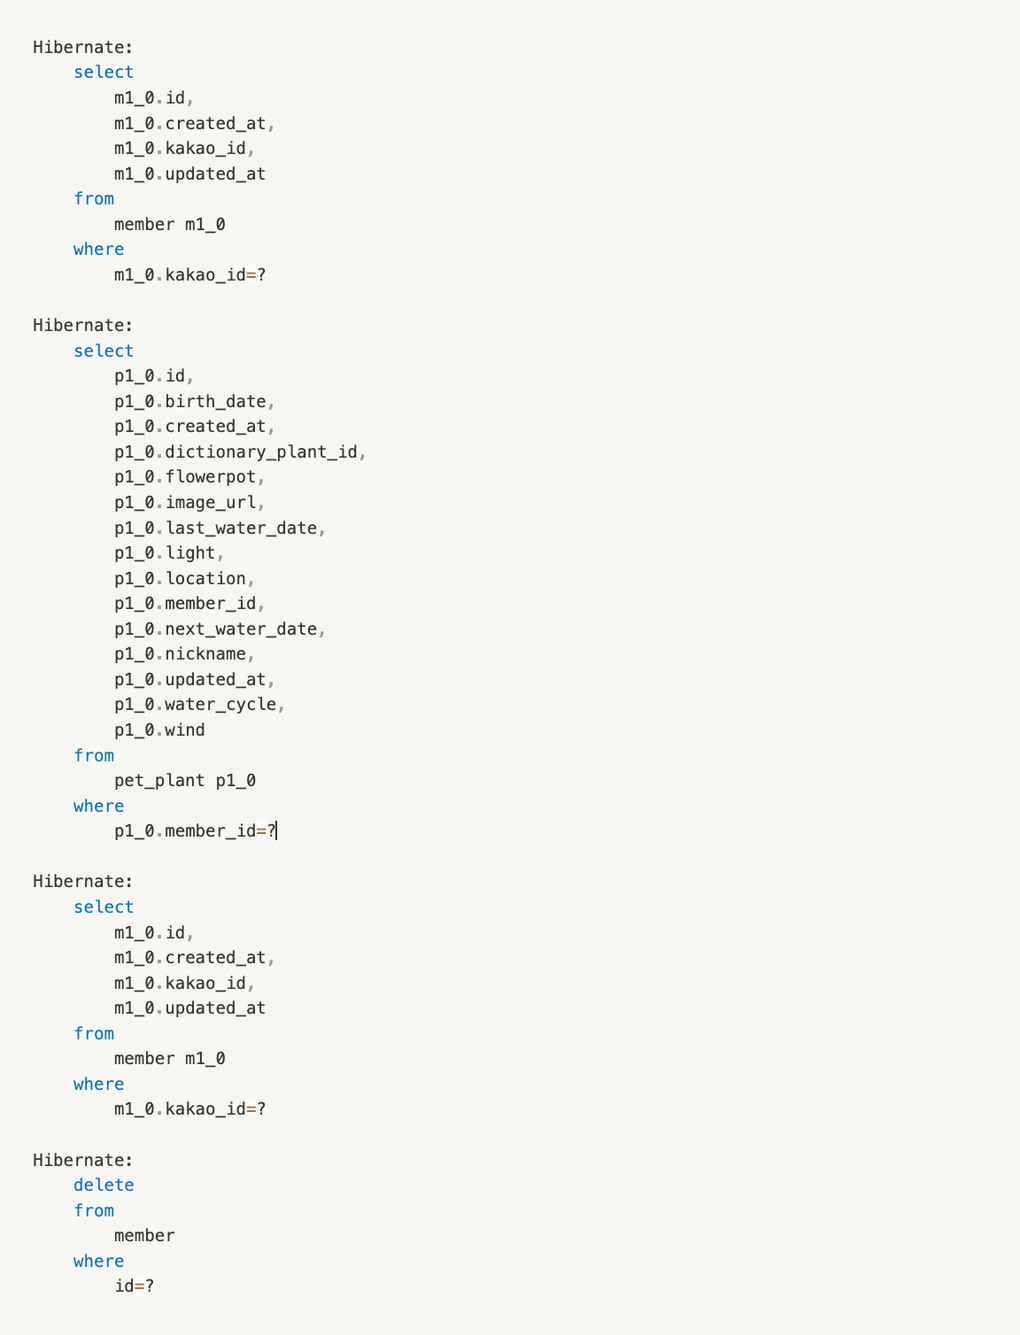 Hibernate:
    select
        m1_0.id,
        m1_0.created_at,
        m1_0.kakao_id,
        m1_0.updated_at
    from
        member m1_0
    where
        m1_0.kakao_id=?

Hibernate:
    select
        p1_0.id,
        p1_0.birth_date,
        p1_0.created_at,
        p1_0.dictionary_plant_id,
        p1_0.flowerpot,
        p1_0.image_url,
        p1_0.last_water_date,
        p1_0.light,
        p1_0.location,
        p1_0.member_id,
        p1_0.next_water_date,
        p1_0.nickname,
        p1_0.updated_at,
        p1_0.water_cycle,
        p1_0.wind
    from
        pet_plant p1_0
    where
        p1_0.member_id=?

Hibernate:
    select
        m1_0.id,
        m1_0.created_at,
        m1_0.kakao_id,
        m1_0.updated_at
    from
        member m1_0
    where
        m1_0.kakao_id=?

Hibernate:
    delete
    from
        member
    where
        id=?